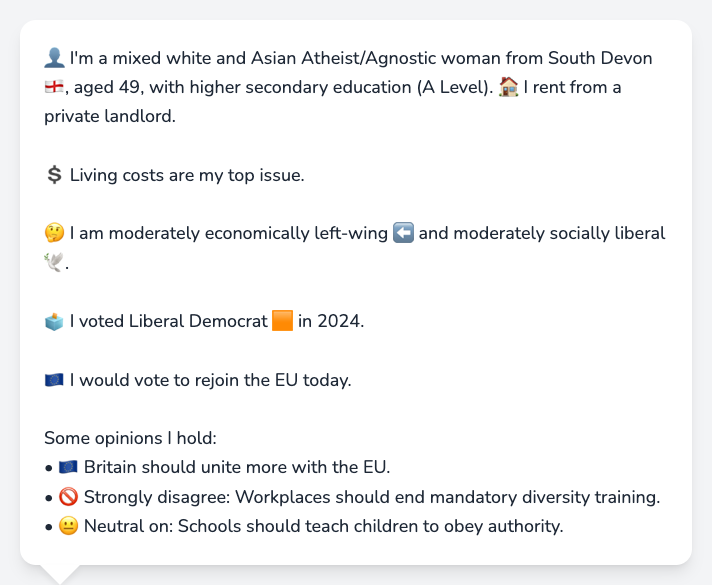 👤 I'm a mixed white and Asian Atheist/Agnostic woman from South Devon
🏴󠁧󠁢󠁥󠁮󠁧󠁿, aged 49, with higher secondary education (A Level). 🏠 I rent from a
private landlord.
💲 Living costs are my top issue.
🤔 I am moderately economically left-wing ⬅️ and moderately socially liberal
🕊️.
🗳️ I voted Liberal Democrat 🟧 in 2024.
🇪🇺 I would vote to rejoin the EU today.
Some opinions I hold:
• 🇪🇺 Britain should unite more with the EU.
• 🚫 Strongly disagree: Workplaces should end mandatory diversity training.
• 😐 Neutral on: Schools should teach children to obey authority.